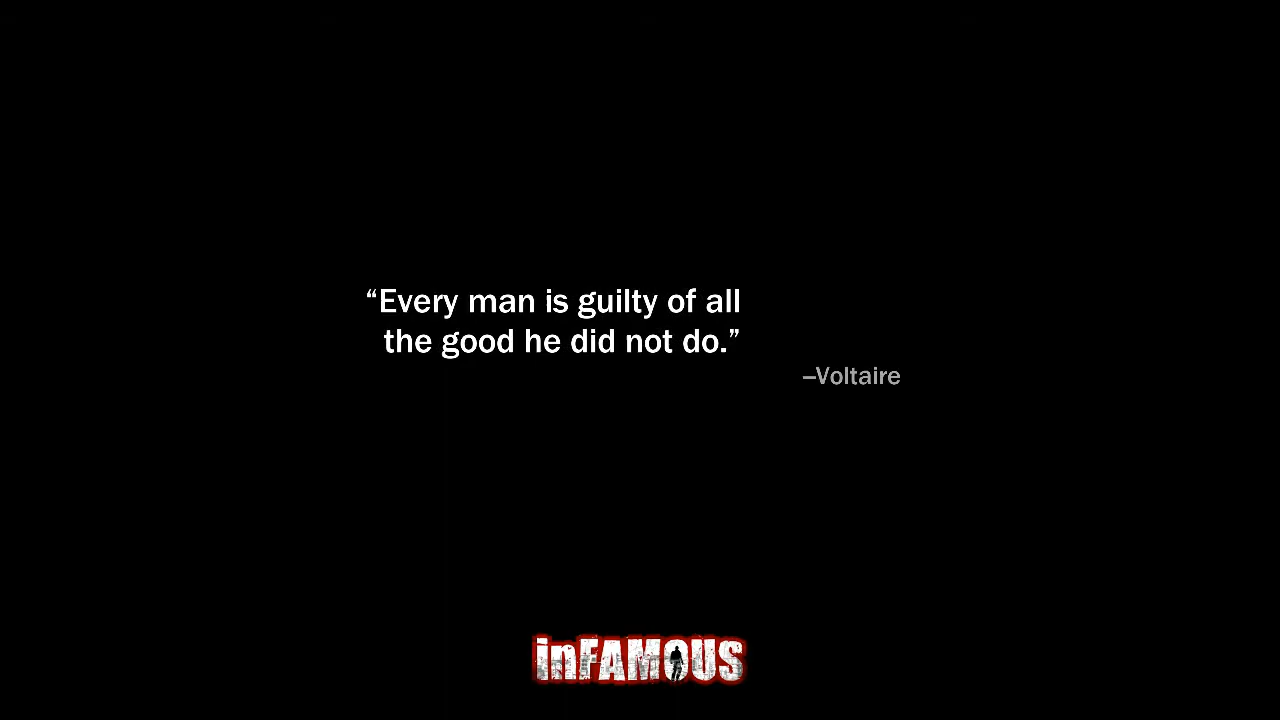 “Every man is guilty of all
the good he did not do.”
–Voltaire
inFAMOUS